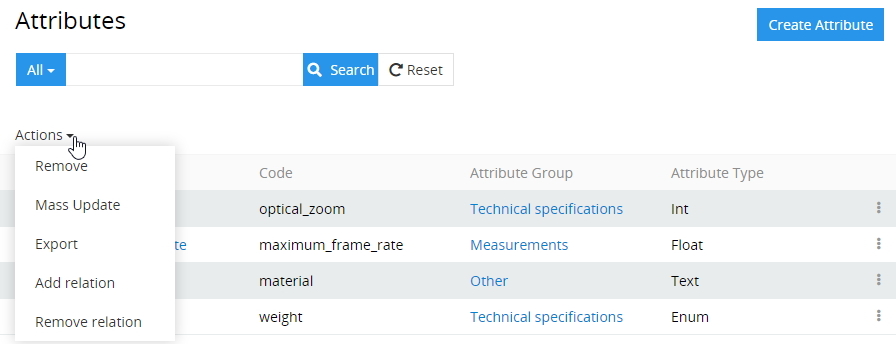 Attributes
Create Attribute
All
Search
Reset
Actions
Remove
Mass Update
Export
Add relation
Remove relation
Code Attribute Group Attribute Type
optical_zoom Technical specifications Int
te maximum_frame_rate Measurements Float
material Other Text
weight Technical specifications Enum